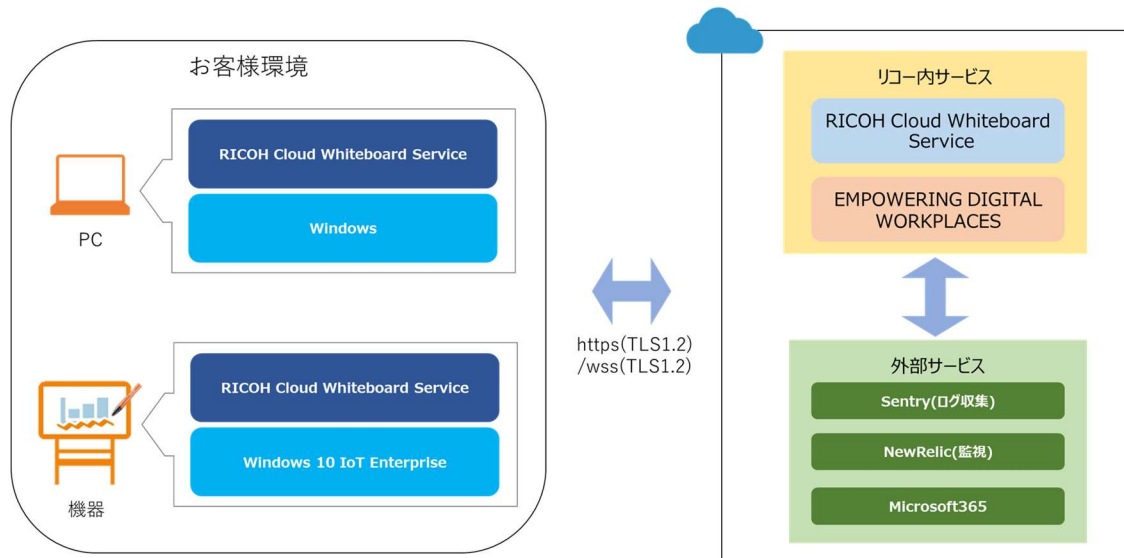 お客様環境
RICOH Cloud Whiteboard Service
Windows
PC
RICOH Cloud Whiteboard Service
Windows 10 IoT Enterprise
機器
https(TLS1.2)
/wss(TLS1.2)
リコー内サービス
RICOH Cloud Whiteboard
Service
EMPOWERING DIGITAL
WORKPLACES
外部サービス
Sentry(ログ収集)
NewRelic(監視)
Microsoft365